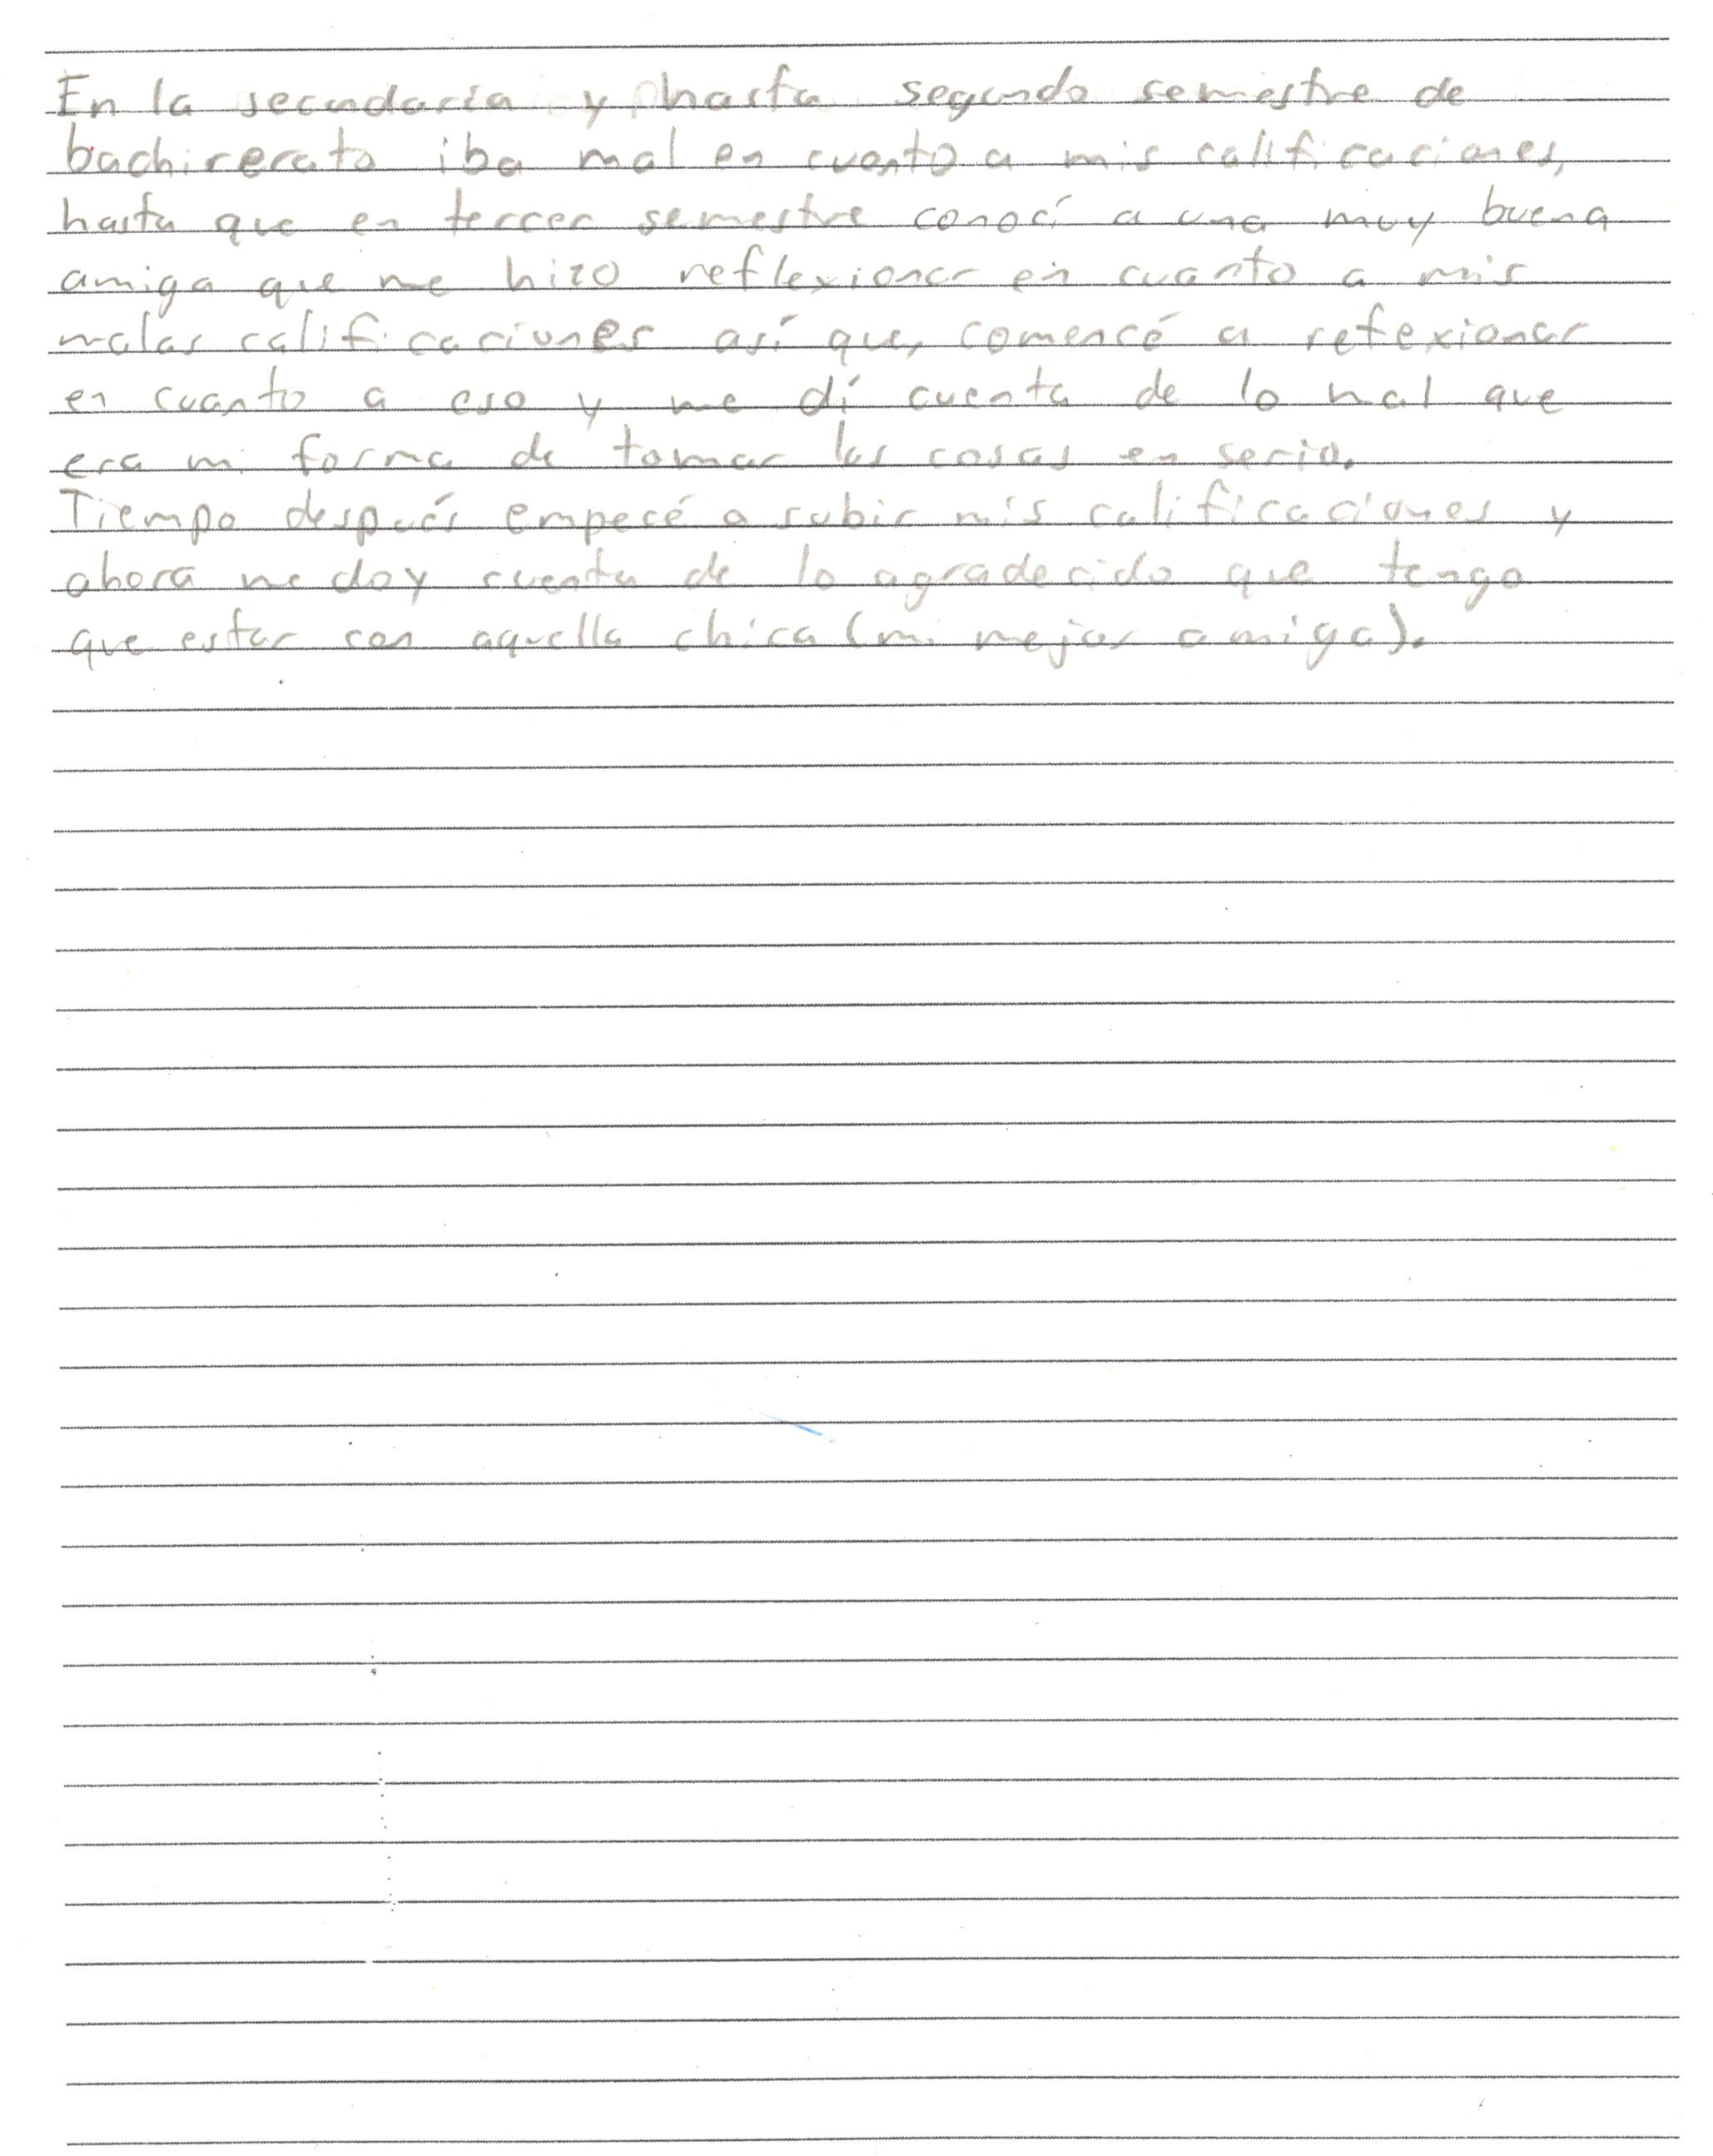 En la secundaria y hasta segundo semestre de
bachirerato iba mal en cuanto a mis calificaciones,
hasta que en tercer semestre conocí a una muy buena
amiga que me hizo reflexionar en cuanto a mis
malas calificaciones así que, comencé a refexionar
en cuanto a eso y me dí cuenta de lo mal que
era mi forma de tomar las cosas en serio.
Tiempo después empecé a subir mis calificaciones y
ahora me doy cuenta de lo agradecido que tengo
que estar con aquella chica (mi mejor amiga).